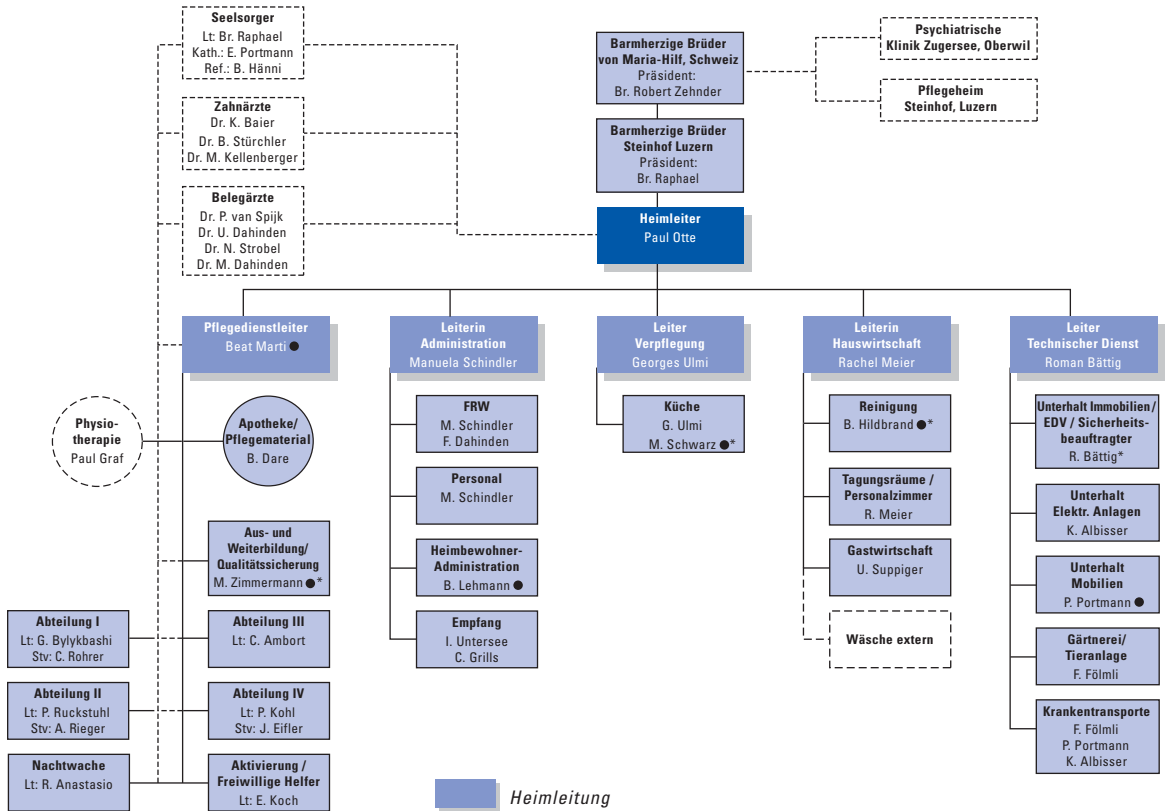 Seelsorger
Lt: Br. Raphael
Kath.: E. Portmann
Ref.: B. Hänni
Zahnärzte
Dr. K. Baier
Dr. B. Stürchler
Dr. M. Kellenberger
Belegärzte
Dr. P. van Spijk
Dr. U. Dahinden
Dr. N. Strobel
Dr. M. Dahinden
Barmherzige Brüder
von Maria-Hilf, Schweiz
Präsident:
Br. Robert Zehnder
Barmherzige Brüder
Steinhof Luzern
Präsident:
Br. Raphael
Psychiatrische
Klinik Zugersee, Oberwil
Pflegeheim
Steinhof, Luzern
Heimleiter
Paul Otte
Pflegedienstleiter
Beat Marti ●
Leiterin
Administration
Manuela Schindler
Leiter
Verpflegung
Georges Ulmi
Leiterin
Hauswirtschaft
Rachel Meier
Leiter
Technischer Dienst
Roman Bättig
Physio-
therapie
Paul Graf
Apotheke/
Pflegematerial
B. Dare
Aus- und
Weiterbildung/
Qualitätssicherung
M. Zimmermann ●*
Abteilung I
Lt: G. Bylykbashi
Stv: C. Rohrer
Abteilung III
Lt: C. Ambort
Abteilung II
Lt: P. Ruckstuhl
Stv: A. Rieger
Abteilung IV
Lt: P. Kohl
Stv: J. Eifler
Nachtwache
Lt: R. Anastasio
Aktivierung /
Freiwillige Helfer
Lt: E. Koch
FRW
M. Schindler
F. Dahinden
Personal
M. Schindler
Heimbewohner-
Administration
B. Lehmann ●
Empfang
I. Untersee
C. Grills
Küche
G. Ulmi
M. Schwarz ●*
Reinigung
B. Hildbrand ●*
Tagungsräume /
Personalzimmer
R. Meier
Gastwirtschaft
U. Suppiger
Wäsche extern
Unterhalt Immobilien/
EDV / Sicherheits-
beauftragter
R. Bättig*
Unterhalt
Elektr. Anlagen
K. Albisser
Unterhalt
Mobilien
P. Portmann ●
Gärtnerei/
Tieranlage
F. Fölmli
Krankentransporte
F. Fölmli
P. Portmann
K. Albisser
Heimleitung